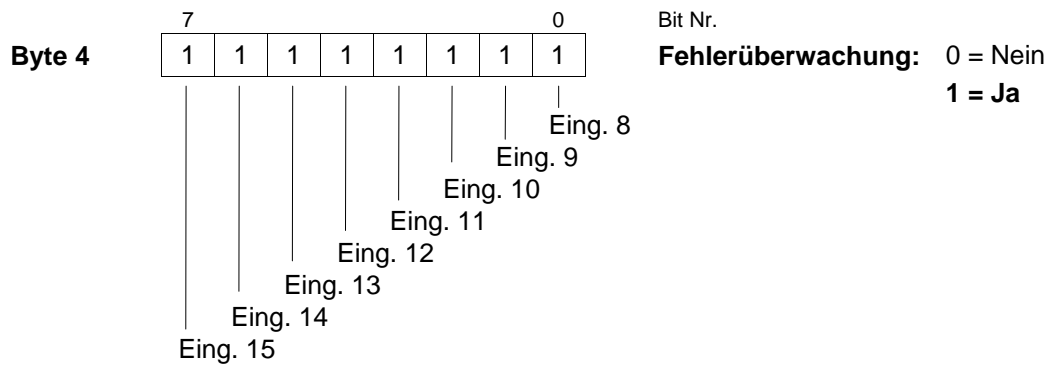 7 0 Bit Nr.
Byte 4 1 1 1 1 1 1 1 1 Fehlerüberwachung: 0 = Nein
1 = Ja
Eing. 8
Eing. 9
Eing. 10
Eing. 11
Eing. 12
Eing. 13
Eing. 14
Eing. 15